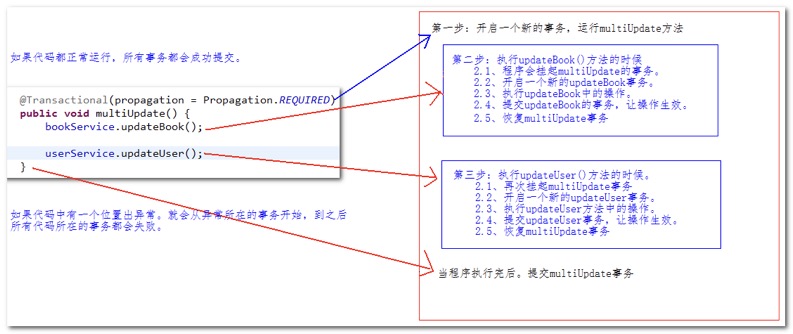 如果代码都正常运行，所有事务都会成功提交。
@Transactional(propagation = Propagation.REQUIRED)
public void multiUpdate() {
bookService.updateBook();
userService.updateUser();
}
如果代码中有一个位置出异常。就会从异常所在的事务开始，到之后
所有代码所在的事务都会失败。
第一步：开启一个新的事务，运行multiUpdate方法
第二步：执行updateBook()方法的时候
2.1、程序会挂起multiUpdate的事务。
2.2、开启一个新的updateBook事务。
2.3、执行updateBook中的操作。
2.4、提交updateBook的事务，让操作生效。
2.5、恢复multiUpdate事务
第三步：执行updateUser()方法的时候。
2.1、再次挂起multiUpdate事务
2.2、开启一个新的updateUser事务。
2.3、执行updateUser方法中的操作。
2.4、提交updateUser事务，让操作生效。
2.5、恢复multiUpdate事务
当程序执行完后。提交multiUpdate事务